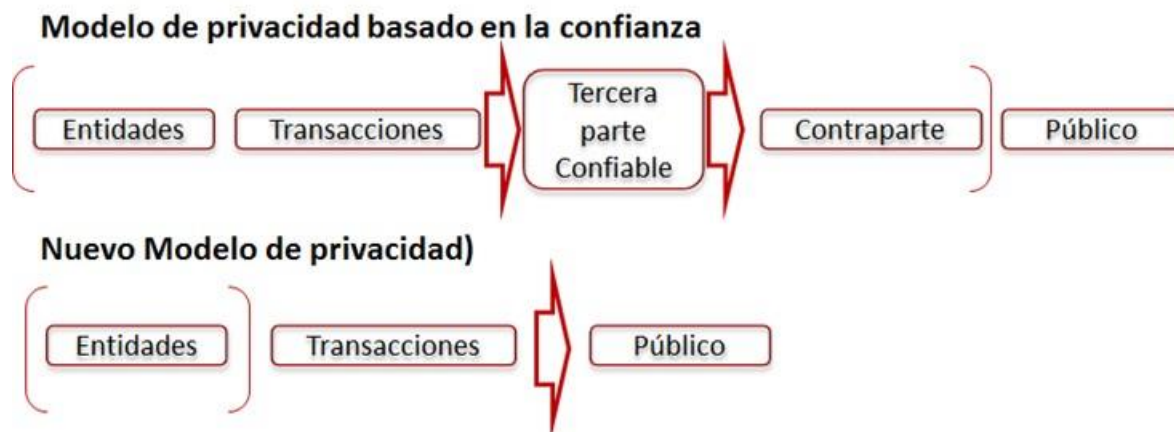 Modelo de privacidad basado en la confianza
Entidades
Transacciones
Tercera
parte
Confiable
Contraparte
Público
Nuevo Modelo de privacidad)
Entidades
Transacciones
Público